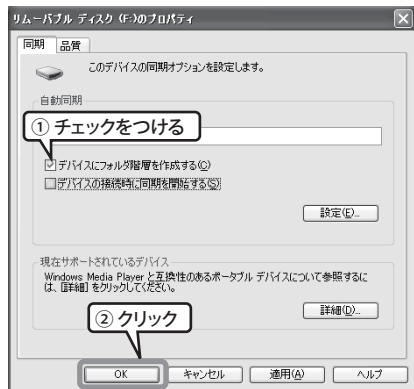 リムーバブル ディスク (F:)のプロパティ
同期
品質
このデバイスの同期オプションを設定します。
自動同期
① チェックをつける
デバイスにフォルダ階層を作成する(C)
デバイスの接続時に同期を開始する(S)
設定(E)...
現在サポートされているデバイス
Windows Media Player と互換性のあるポータブル デバイスについて参照するに
は、[詳細] をクリックしてください。
② クリック
詳細(D)...
OK
キャンセル
適用(A)
ヘルプ